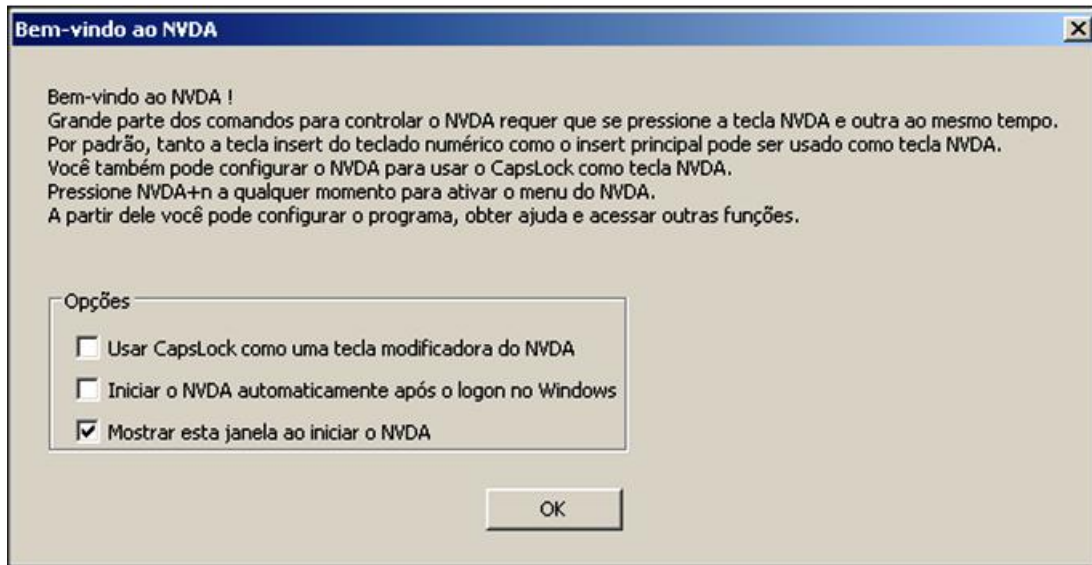 Bem-vindo ao NVDA
Bem-vindo ao NVDA !
Grande parte dos comandos para controlar o NVDA requer que se pressione a tecla NVDA e outra ao mesmo tempo.
Por padrão, tanto a tecla insert do teclado numérico como o insert principal pode ser usado como tecla NVDA.
Você também pode configurar o NVDA para usar o CapsLock como tecla NVDA.
Pressione NVDA+n a qualquer momento para ativar o menu do NVDA.
A partir dele você pode configurar o programa, obter ajuda e acessar outras funções.
Opções
Usar CapsLock como uma tecla modificadora do NVDA
Iniciar o NVDA automaticamente após o logon no Windows
Mostrar esta janela ao iniciar o NVDA
OK